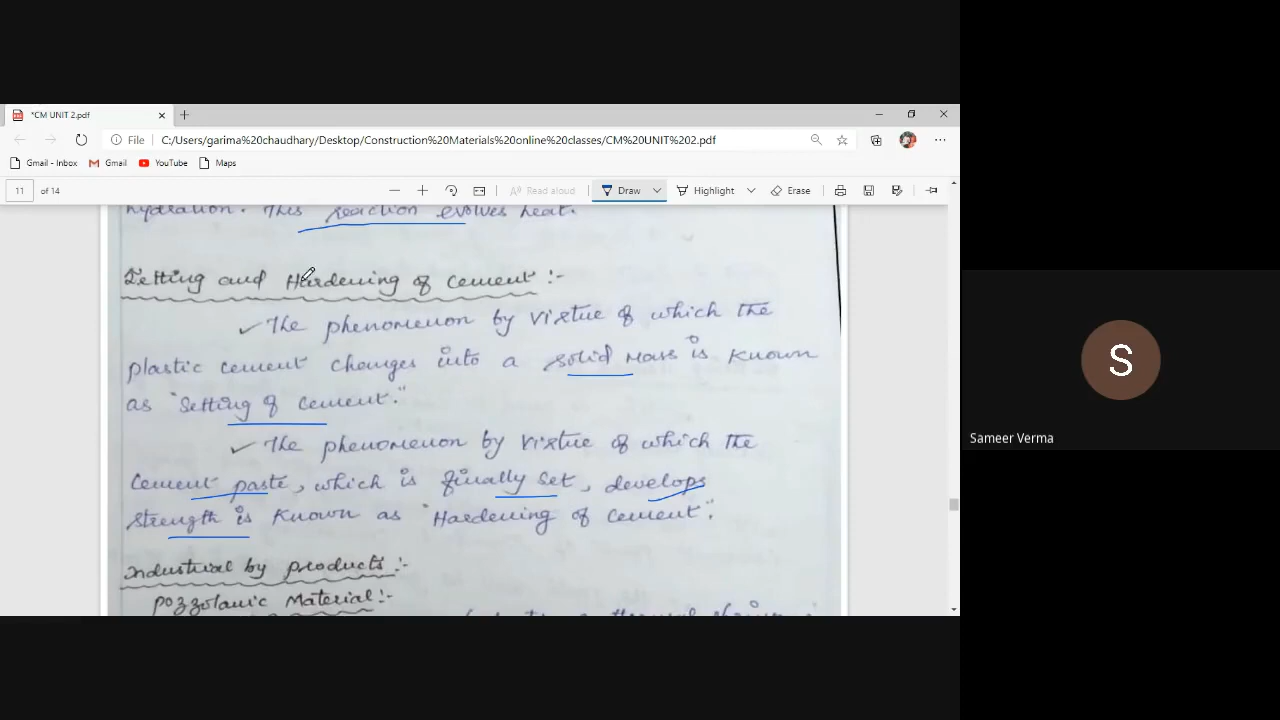 *CM UNIT 2.pdf
File C:/Users/garima%20chaudhary/Desktop/Construction%20Materials%20online%20classes/CM%20UNIT%202.pdf
Gmail - Inbox Gmail YouTube Maps
11 of 14 Read aloud Draw Highlight Erase
hydration. This reaction evolves heat.
Setting and Hardening of Cement :-
The phenomenon by virtue of which the
plastic cement changes into a solid mass is known
as "Setting of Cement."
The phenomenon by virtue of which the
Cement paste, which is finally set, develops
strength is known as "Hardening of Cement".
Industrial by products :-
Pozzolanic Material :-
S
Sameer Verma